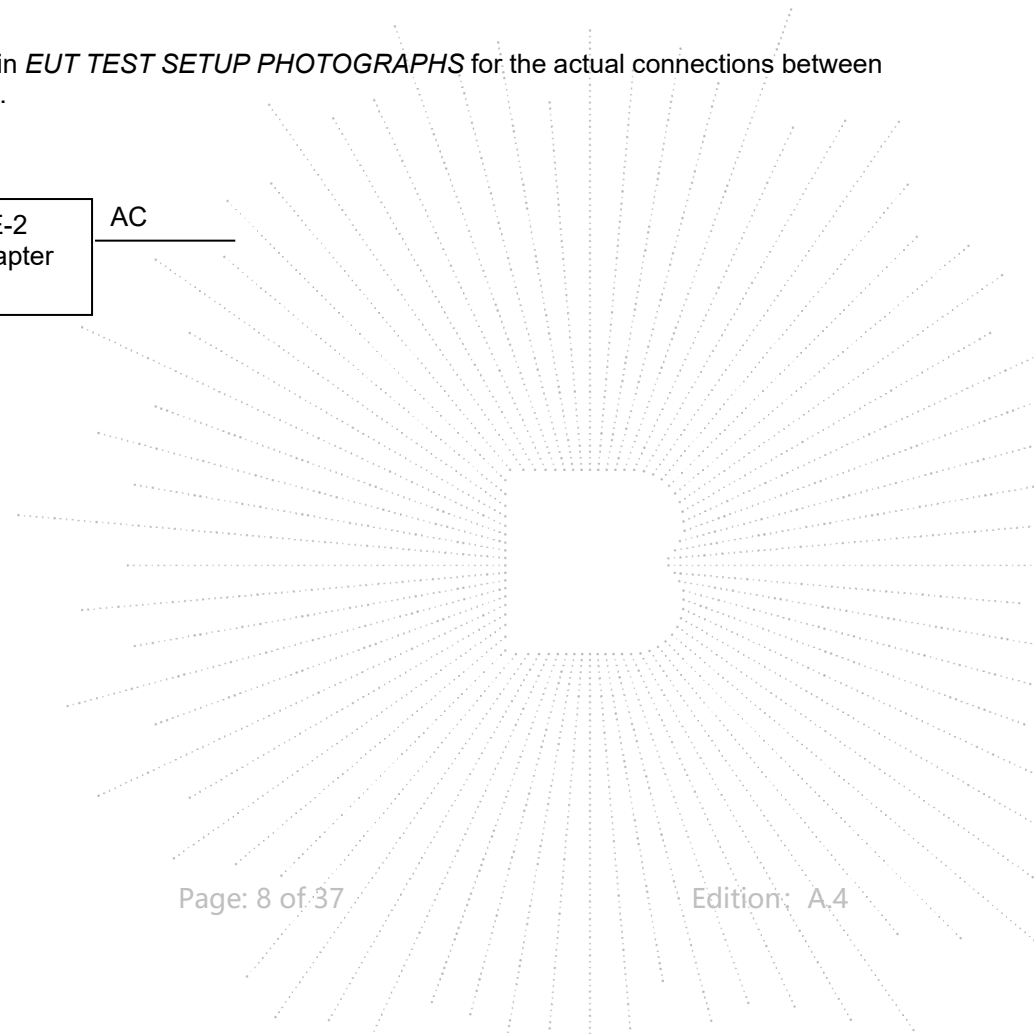 in EUT TEST SETUP PHOTOGRAPHS for the actual connections between
.
E-2
AC
apter
Page: 8 of 37
Edition: A.4